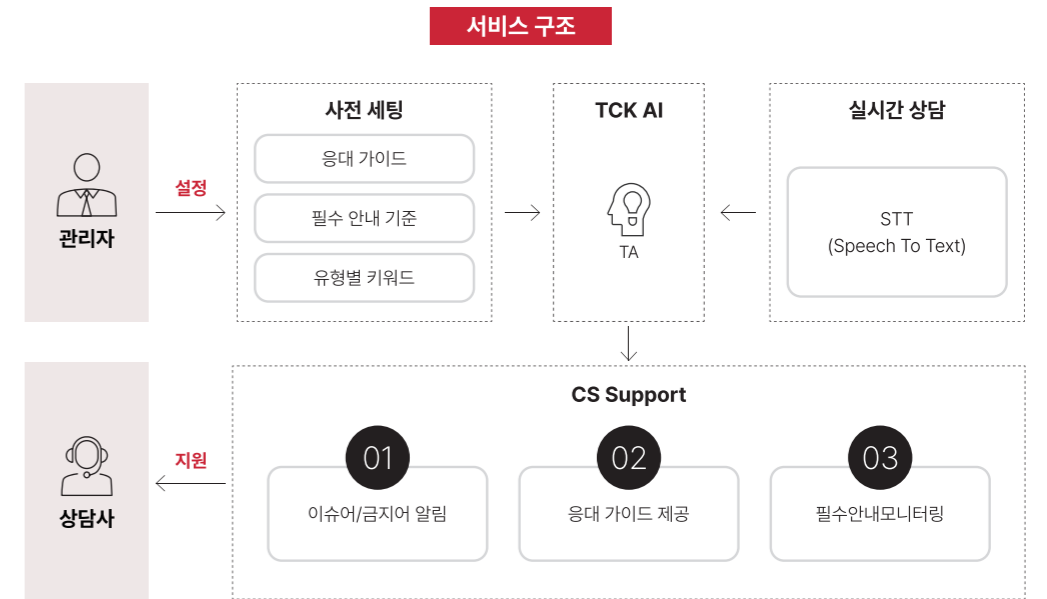 서비스 구조
관리자
설정
사전 세팅
응대 가이드
필수 안내 기준
유형별 키워드
TCK AI
TA
실시간 상담
STT
(Speech To Text)
상담사
지원
CS Support
01
이슈어/금지어 알림
02
응대 가이드 제공
03
필수안내모니터링